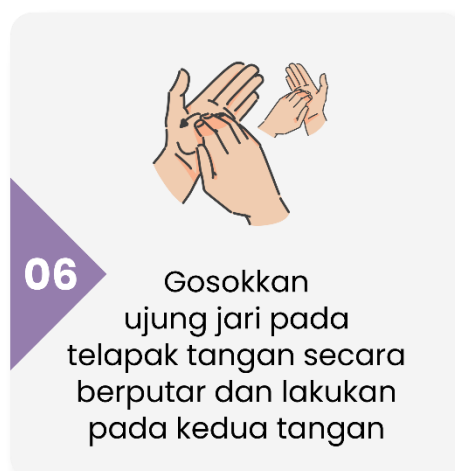 06
Gosokkan
ujung jari pada
telapak tangan secara
berputar dan lakukan
pada kedua tangan